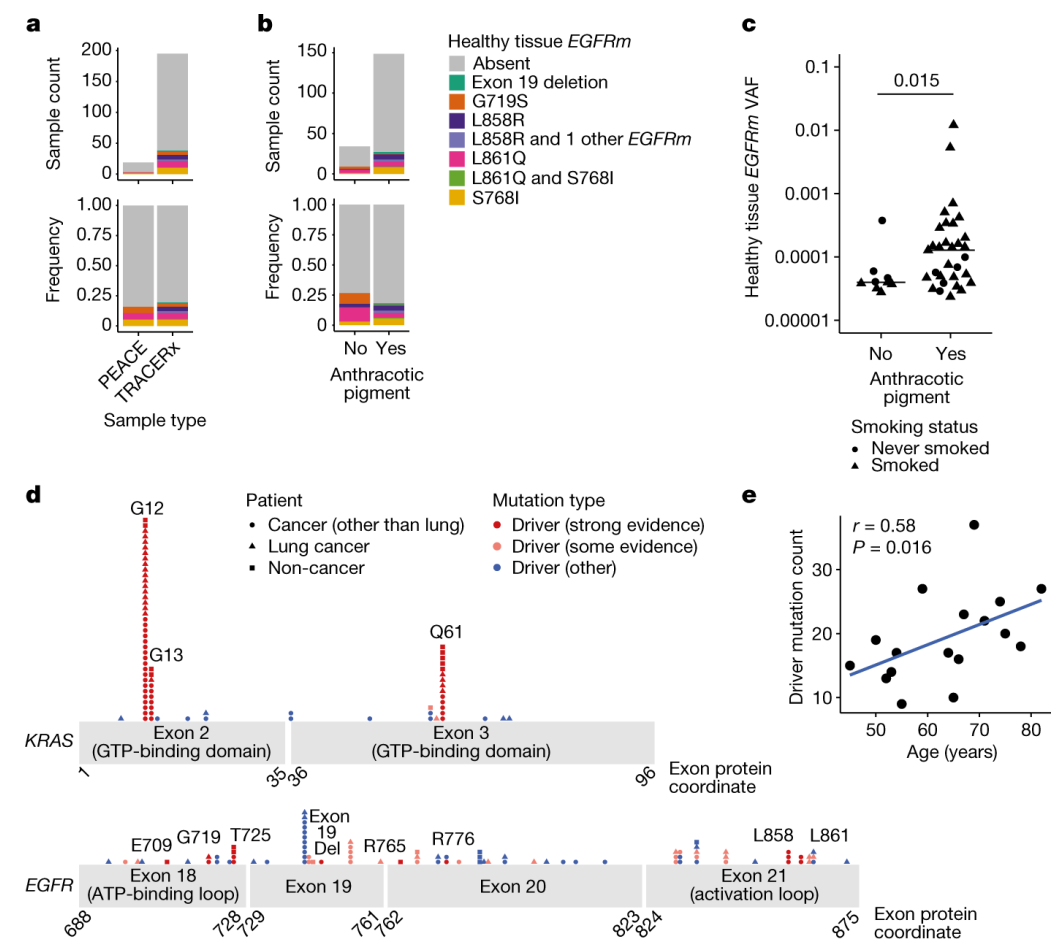 a
200
150
100
50
0
Sample count
1.00
0.75
0.50
0.25
0
Frequency
PEACE
TRACERx
Sample type
b
150
100
50
0
Sample count
1.00
0.75
0.50
0.25
0
Frequency
No Yes
Anthracotic
pigment
Healthy tissue EGFRm
Absent
Exon 19 deletion
G719S
L858R
L858R and 1 other EGFRm
L861Q
L861Q and S768I
S768I
c
0.1
0.01
0.001
0.0001
0.00001
Healthy tissue EGFRm VAF
0.015
No Yes
Anthracotic
pigment
Smoking status
Never smoked
Smoked
d
Patient
Cancer (other than lung)
Lung cancer
Non-cancer
Mutation type
Driver (strong evidence)
Driver (some evidence)
Driver (other)
G12
G13
Q61
KRAS
Exon 2
(GTP-binding domain)
Exon 3
(GTP-binding domain)
1 35 36 96
Exon protein
coordinate
E709 G719 T725
Exon
19
Del
R765 R776 L858 L861
EGFR
Exon 18
(ATP-binding loop)
Exon 19
Exon 20
Exon 21
(activation loop)
688 728 729 761 762 823 824 875
Exon protein
coordinate
e
r = 0.58
P = 0.016
30
20
10
Driver mutation count
50 60 70 80
Age (years)